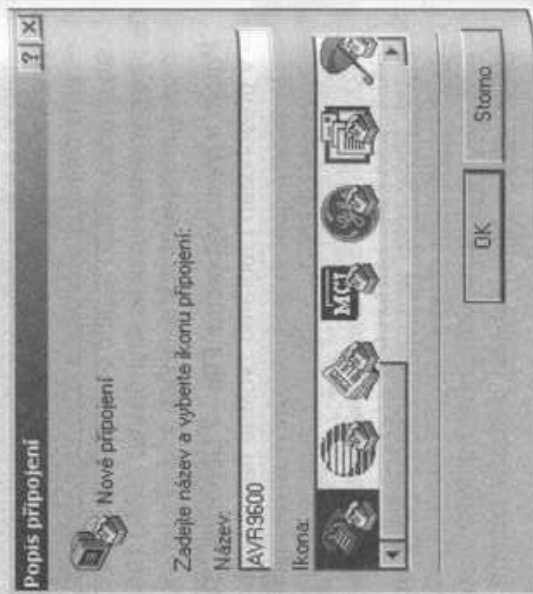 Popis připojení
? X
Nové připojení
Zadejte název a vyberte ikonu připojení:
Název:
AVR9600
Ikona:
MCI
OK
Storno